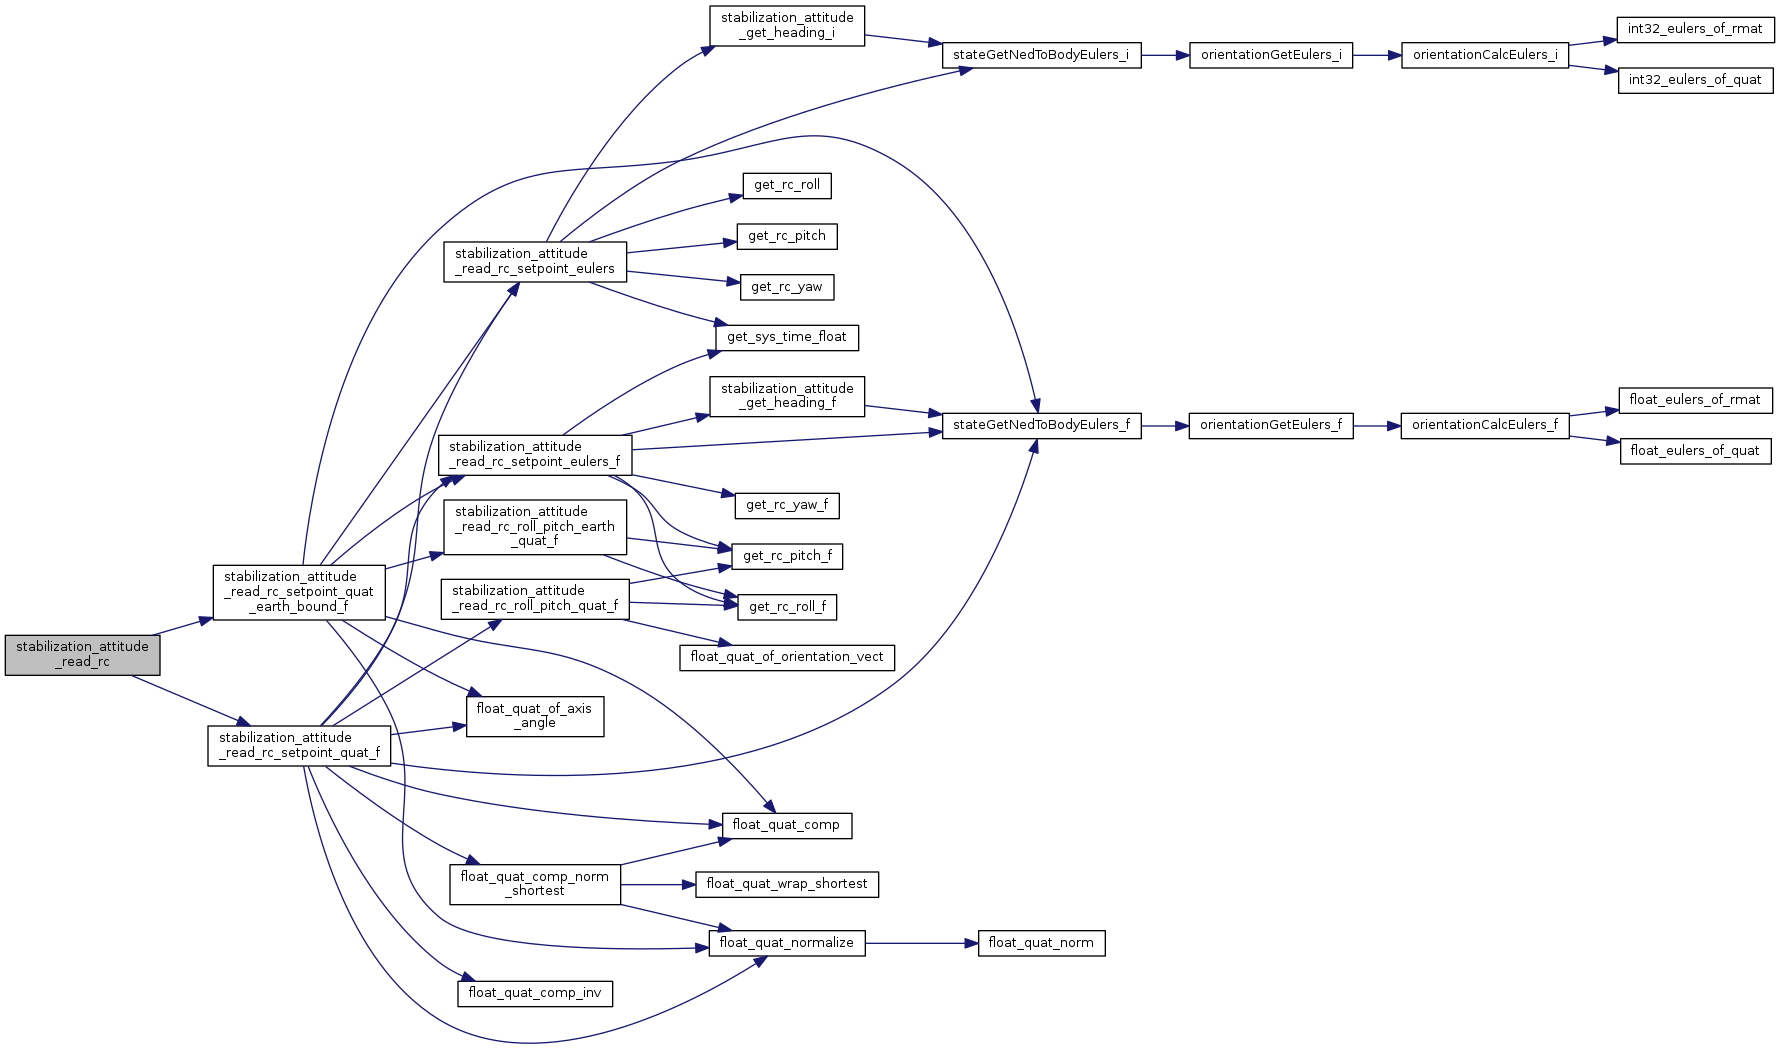 stabilization_attitude
_read_rc
stabilization_attitude
_read_rc_setpoint_quat
_earth_bound_f
stabilization_attitude
_read_rc_setpoint_quat_f
stabilization_attitude
_read_rc_setpoint_eulers
stabilization_attitude
_read_rc_setpoint_eulers_f
stabilization_attitude
_read_rc_roll_pitch_earth
_quat_f
stabilization_attitude
_read_rc_roll_pitch_quat_f
float_quat_of_axis
_angle
float_quat_comp_norm
_shortest
float_quat_comp_inv
stabilization_attitude
_get_heading_i
get_rc_roll
get_rc_pitch
get_rc_yaw
get_sys_time_float
stabilization_attitude
_get_heading_f
get_rc_yaw_f
get_rc_pitch_f
get_rc_roll_f
float_quat_of_orientation_vect
float_quat_comp
float_quat_wrap_shortest
float_quat_normalize
stateGetNedToBodyEulers_i
stateGetNedToBodyEulers_f
float_quat_norm
orientationGetEulers_i
orientationGetEulers_f
orientationCalcEulers_i
orientationCalcEulers_f
int32_eulers_of_rmat
int32_eulers_of_quat
float_eulers_of_rmat
float_eulers_of_quat